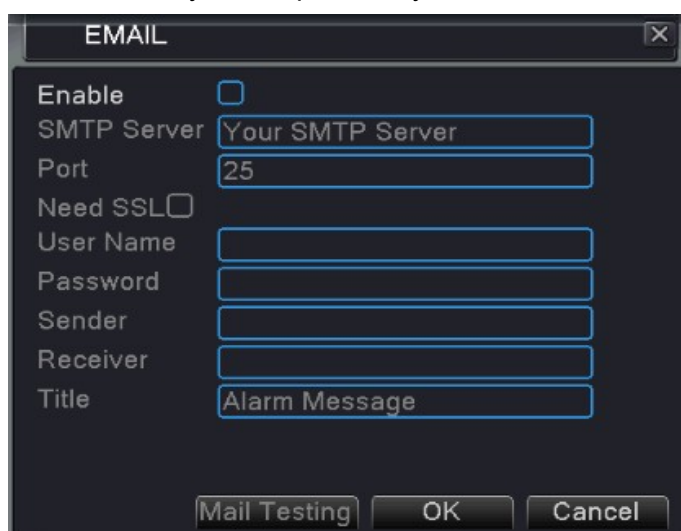 EMAIL
Enable
SMTP Server Your SMTP Server
Port 25
Need SSL
User Name
Password
Sender
Receiver
Title Alarm Message
Mail Testing OK Cancel